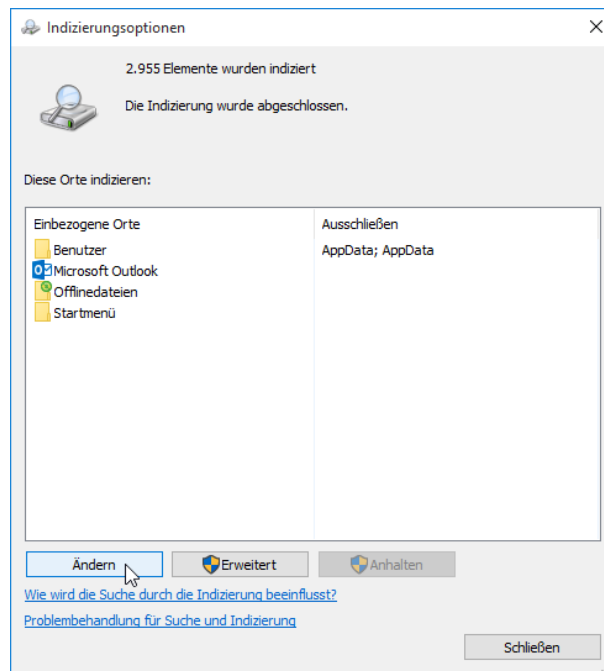 Indizierungsoptionen
2.955 Elemente wurden indiziert
Die Indizierung wurde abgeschlossen.
Diese Orte indizieren:
Einbezogene Orte Ausschließen
Benutzer AppData; AppData
Microsoft Outlook
Offlinedateien
Startmenü
Ändern Erweitert Anhalten
Wie wird die Suche durch die Indizierung beeinflusst?
Problembehandlung für Suche und Indizierung
Schließen